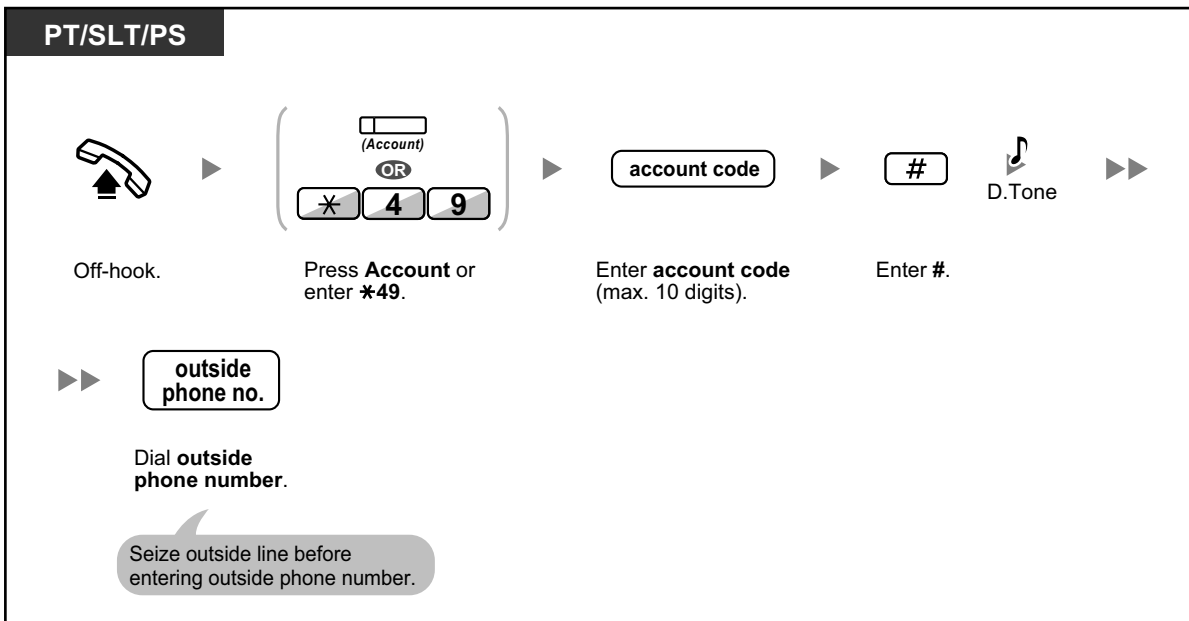 PT/SLT/PS
(Account)
OR
* 4 9
account code
#
D.Tone
Off-hook.
Press Account or
enter *49.
Enter account code
(max. 10 digits).
Enter #.
outside
phone no.
Dial outside
phone number.
Seize outside line before
entering outside phone number.